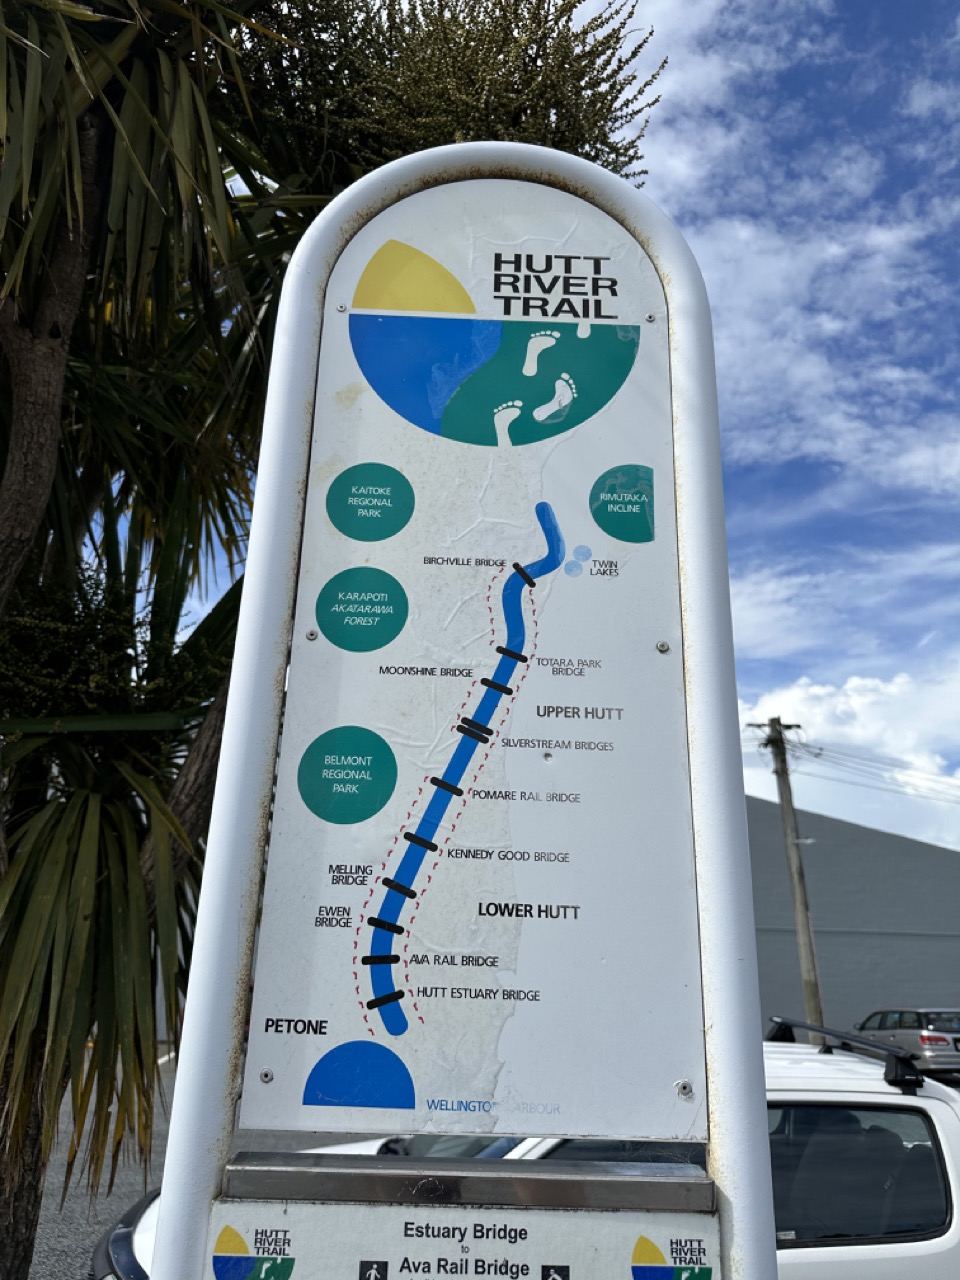 HUTT
RIVER
TRAIL
KAITOKE
REGIONAL
PARK
RIMUTAKA
INCLINE
BIRCHVILLE BRIDGE
TWIN
LAKES
KARAPOTI
AKATARAWA
FOREST
TOTARA PARK
BRIDGE
MOONSHINE BRIDGE
UPPER HUTT
SILVERSTREAM BRIDGES
BELMONT
REGIONAL
PARK
POMARE RAIL BRIDGE
KENNEDY GOOD BRIDGE
MELLING
BRIDGE
LOWER HUTT
EWEN
BRIDGE
AVA RAIL BRIDGE
HUTT ESTUARY BRIDGE
PETONE
WELLINGTON HARBOUR
HUTT
RIVER
TRAIL
Estuary Bridge
to
Ava Rail Bridge
HUTT
RIVER
TRAIL